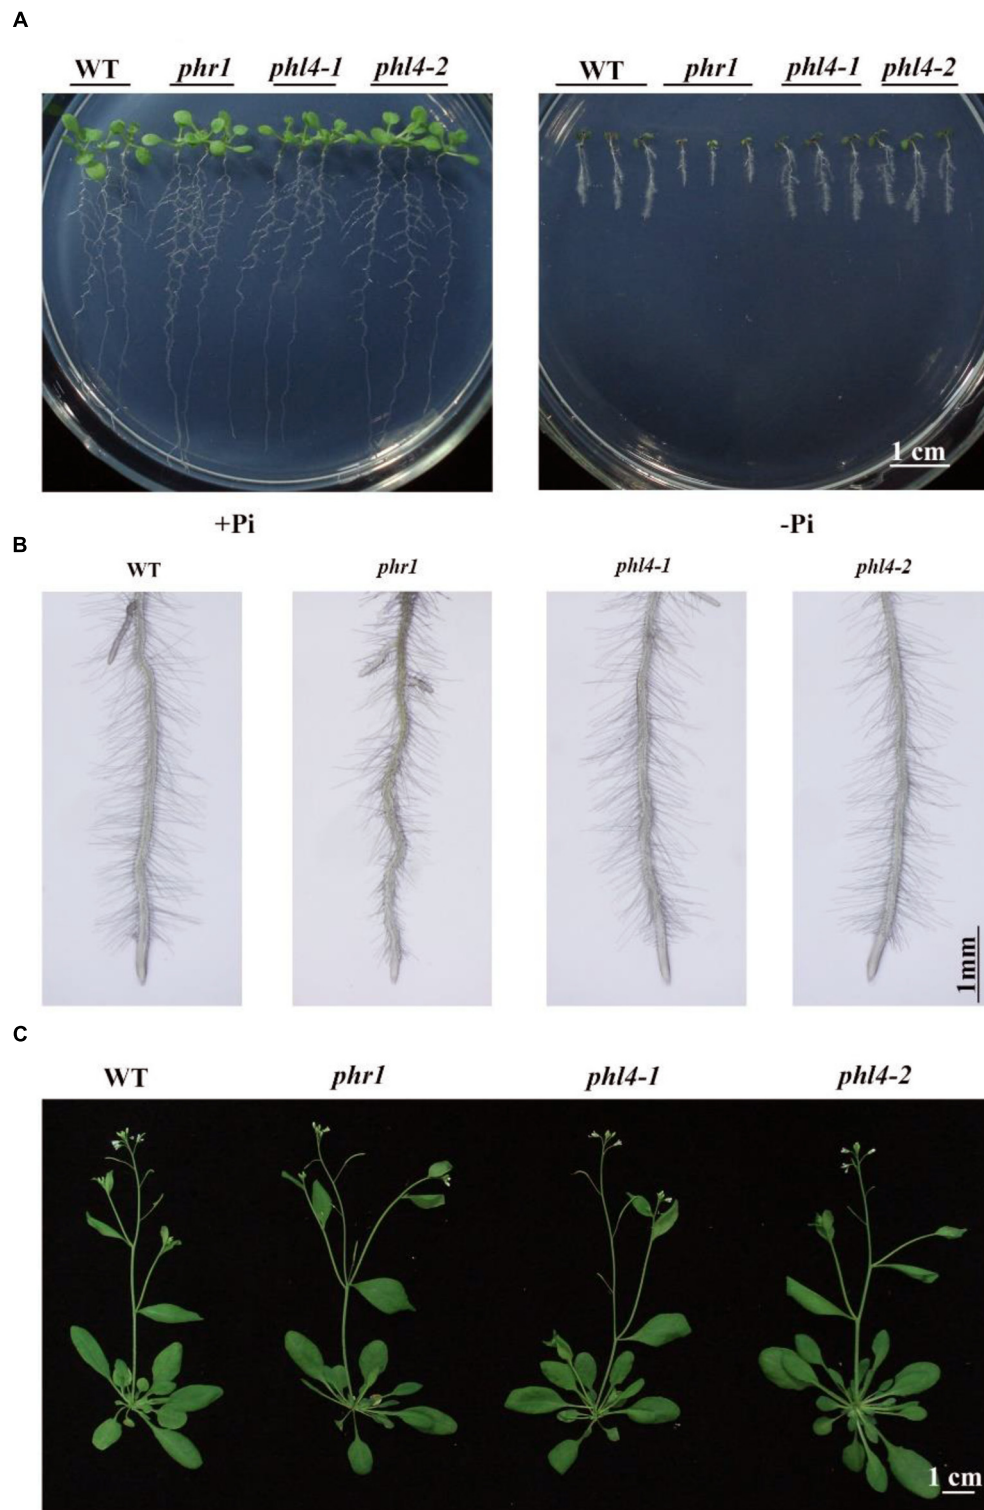 A
WT phr1 phl4-1 phl4-2 WT phr1 phl4-1 phl4-2
1 cm
+Pi -Pi
B
WT phr1 phl4-1 phl4-2
1mm
C
WT phr1 phl4-1 phl4-2
1 cm